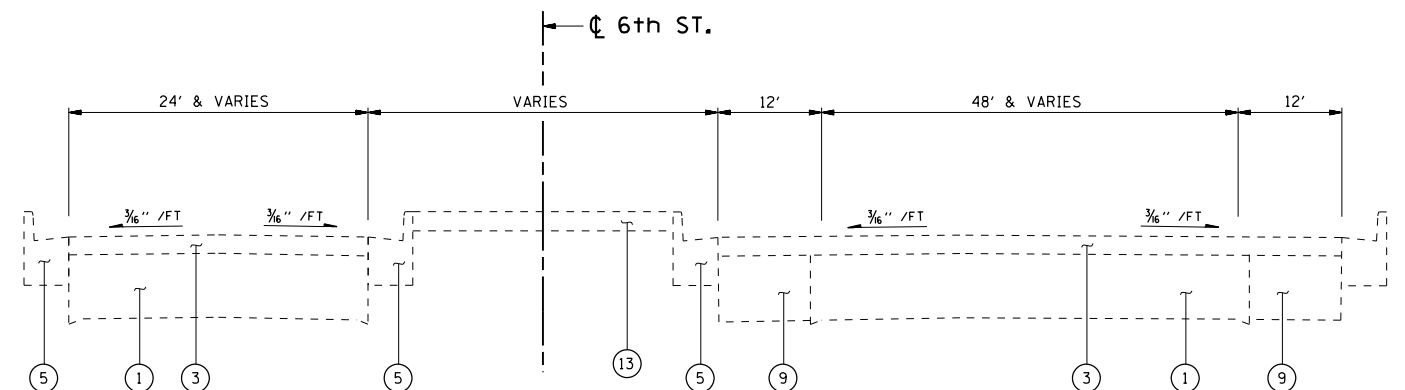 ℄ 6th ST.
24' & VARIES
VARIES
12'
48' & VARIES
12'
3/16'' /FT
3/16'' /FT
3/16'' /FT
3/16'' /FT
13
5
1
3
5
5
9
3
1
9